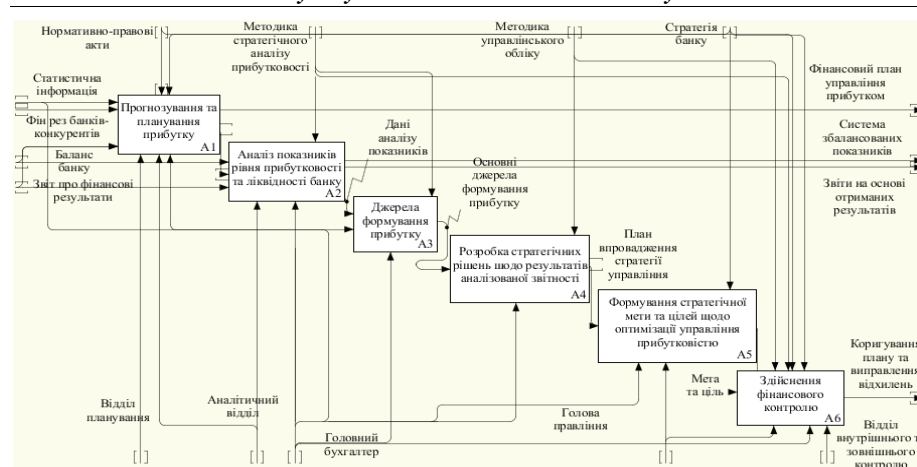 Нормативно-правові
акти
Методика
стратегічного
аналізу
прибутковості
Методика
управлінського
обліку
Стратегія
банку
Статистична
інформація
Фін рез банків-
конкурентів
Баланс
банку
Звіт про фінансові
результати
Прогнозування та
планування
прибутку
A1
Аналіз показників
рівня прибутковості
та ліквідності банку
A2
Дані
аналізу
показників
Джерела
формування
прибутку
A3
Основні
джерела
формування
прибутку
Розробка стратегічних
рішень щодо результатів
аналізованої звітності
A4
План
впровадження
стратегії
управління
Формування стратегічної
мети та цілей щодо
оптимізації управління
прибутковістю
A5
Мета
та ціль
Здійснення
фінансового
контролю
A6
Фінансовий план
управління
прибутком
Система
збалансованих
показників
Звіти на основі
отриманих
результатів
Коригування
плану та
виправлення
відхилень
Відділ
планування
Аналітичний
відділ
Головний
бухгалтер
Голова
правління
Відділ
внутрішнього т
зовнішнього
контролю